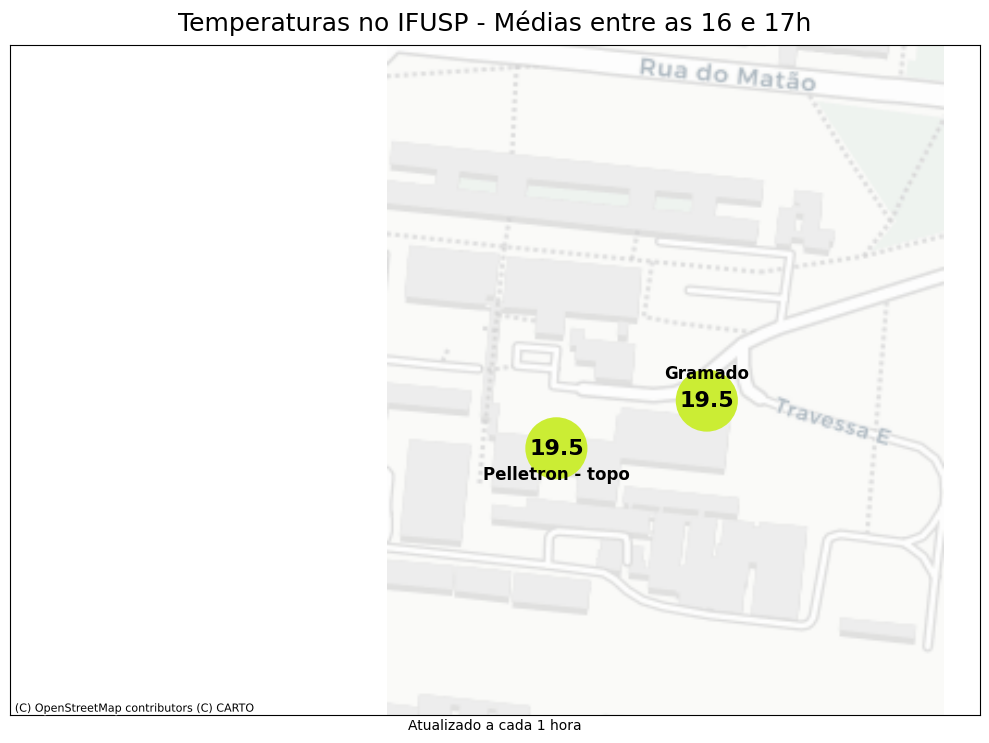 Temperaturas no IFUSP - Médias entre as 16 e 17h
Rua do Matão
Gramado
19.5
Travessa E
19.5
Pelletron - topo
(C) OpenStreetMap contributors (C) CARTO
Atualizado a cada 1 hora